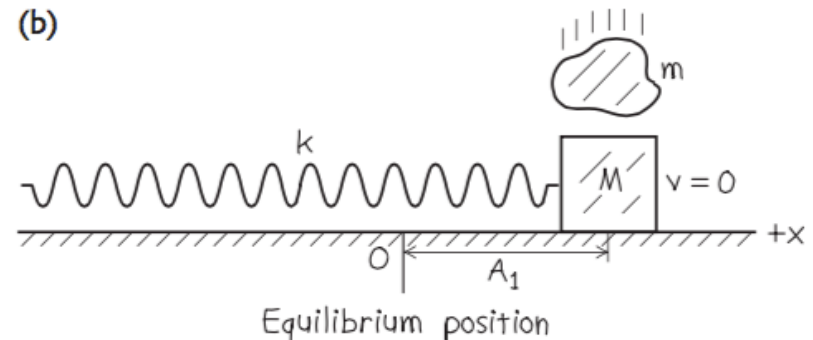 (b)
m
k
M
v = 0
+x
O
A₁
Equilibrium position